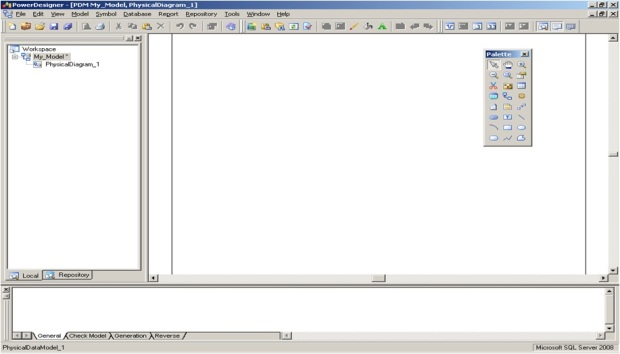 PowerDesigner - [PDM My_Model, PhysicalDiagram_1]
File Edit View Model Symbol Database Report Repository Tools Window Help
Workspace
My_Model *
PhysicalDiagram_1
Palette
Local Repository
General Check Model Generation Reverse
PhysicalDataModel_1 Microsoft SQL Server 2008